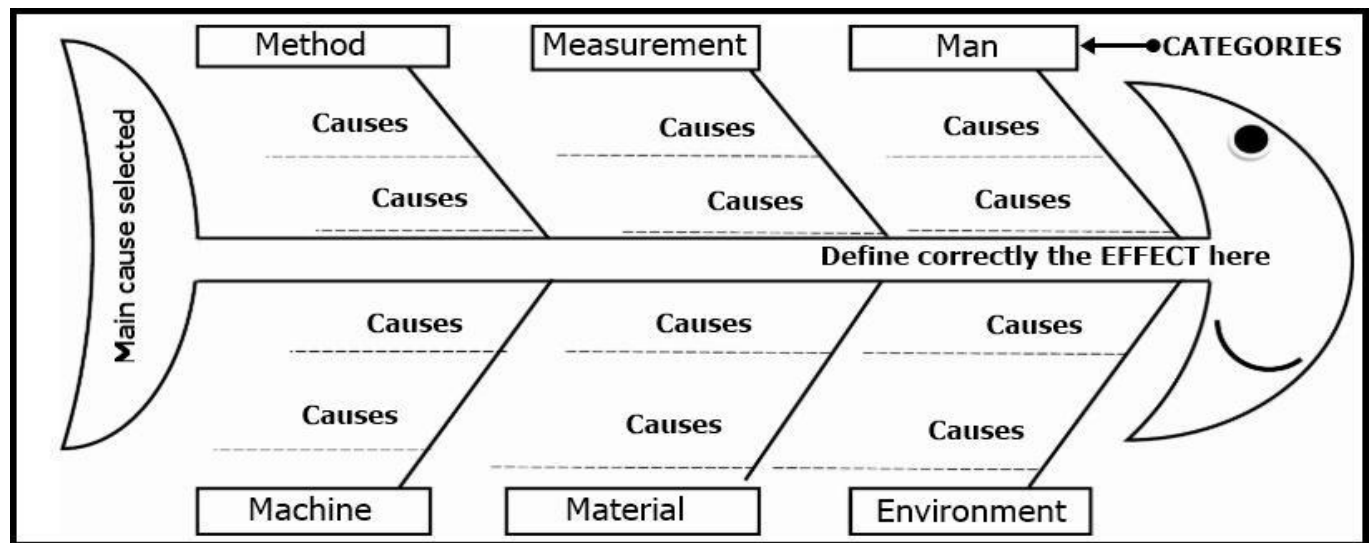 Method
Measurement
Man
CATEGORIES
Causes
Causes
Causes
Causes
Causes
Causes
Main cause selected
Define correctly the EFFECT here
Causes
Causes
Causes
Causes
Causes
Causes
Machine
Material
Environment